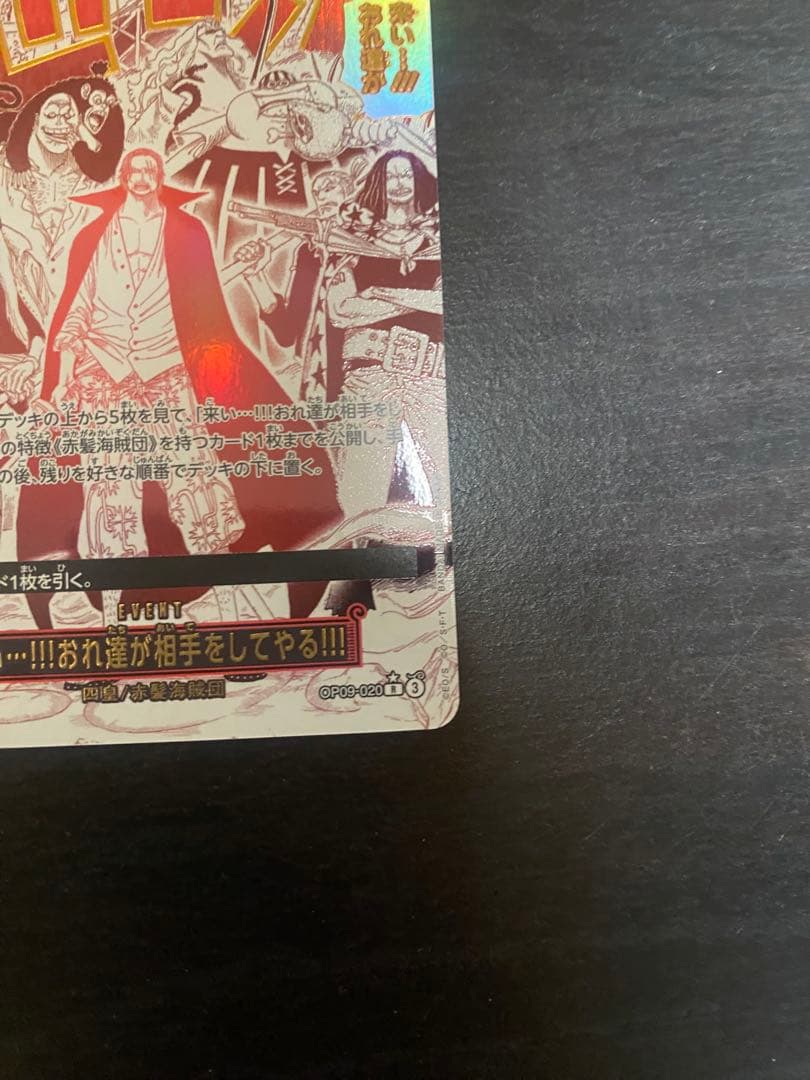 来い…!!!
おれ達が
デッキの上から5枚を見て、「来い…!!!おれ達が相手をし
の特徴《赤髪海賊団》を持つカード1枚までを公開し、手
の後、残りを好きな順番でデッキの下に置く。
ド1枚を引く。
EVENT
い…!!!おれ達が相手をしてやる!!!
四皇/赤髪海賊団
OP09-020 R 3
©E.O/S. ©O/S・F・T BANDAI